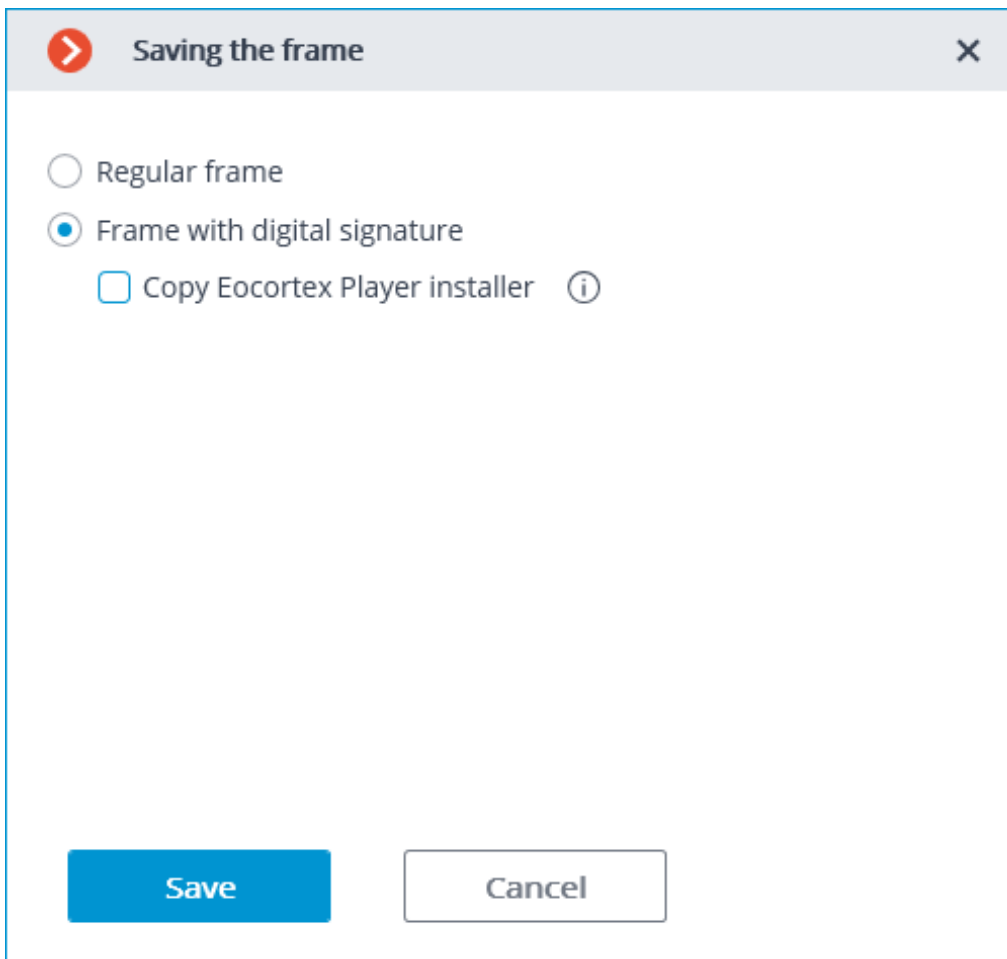 Saving the frame
Regular frame
Frame with digital signature
Copy Eocortex Player installer
Save
Cancel